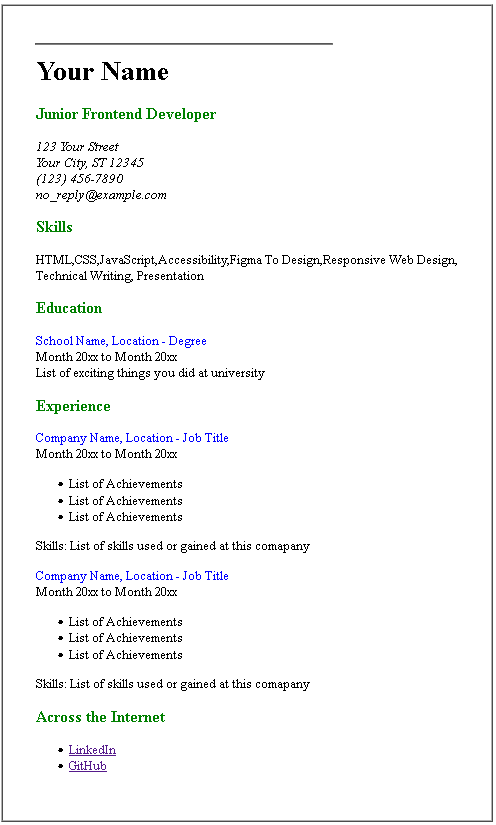 Your Name
Junior Frontend Developer
123 Your Street
Your City, ST 12345
(123) 456-7890
no_reply@example.com
Skills
HTML,CSS,JavaScript,Accessibility,Figma To Design,Responsive Web Design,
Technical Writing, Presentation
Education
School Name, Location - Degree
Month 20xx to Month 20xx
List of exciting things you did at university
Experience
Company Name, Location - Job Title
Month 20xx to Month 20xx
• List of Achievements
• List of Achievements
• List of Achievements
Skills: List of skills used or gained at this comapany
Company Name, Location - Job Title
Month 20xx to Month 20xx
• List of Achievements
• List of Achievements
• List of Achievements
Skills: List of skills used or gained at this comapany
Across the Internet
• LinkedIn
• GitHub